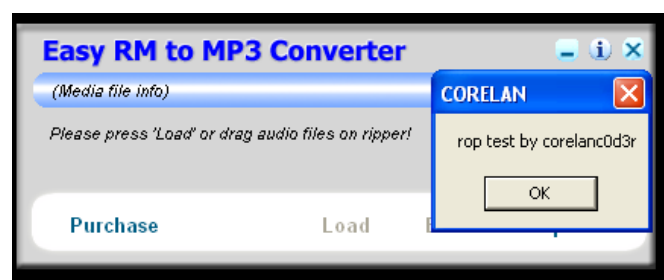 Easy RM to MP3 Converter
(Media file info)
Please press 'Load' or drag audio files on ripper!
CORELAN
rop test by corelanc0d3r
OK
Purchase
Load